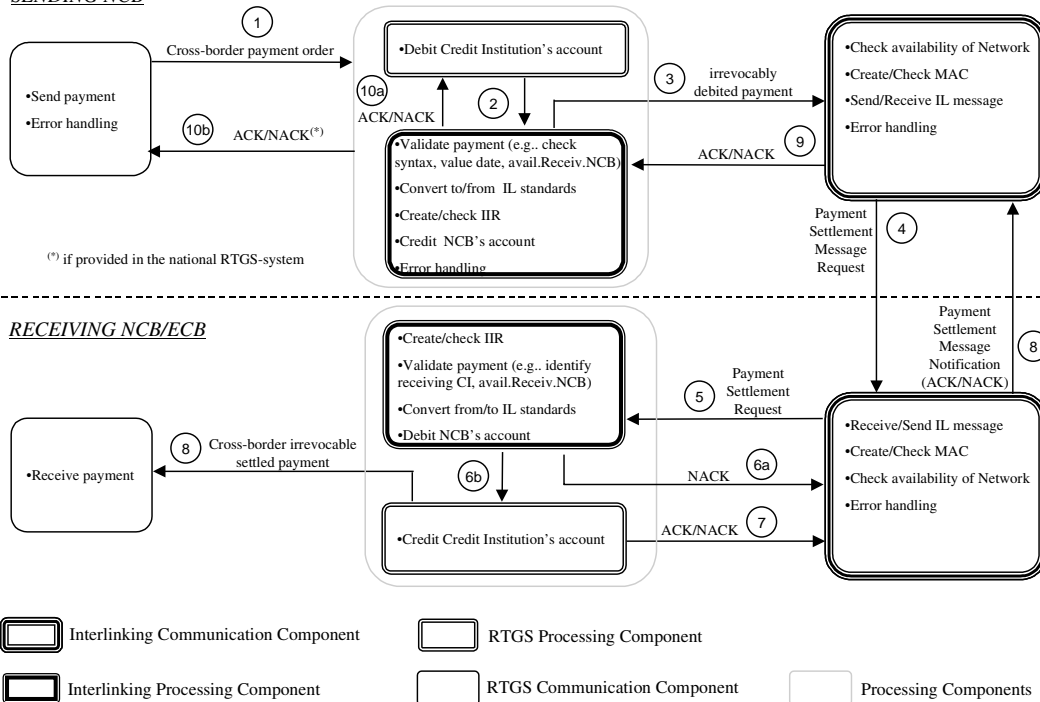 SENDING NCB
1
Cross-border payment order
•Send payment
•Error handling
10b
ACK/NACK(*)
(*) if provided in the national RTGS-system
•Debit Credit Institution's account
10a
ACK/NACK
2
•Validate payment (e.g.. check
syntax, value date, avail.Receiv.NCB)
•Convert to/from IL standards
•Create/check IIR
•Credit NCB's account
•Error handling
3
irrevocably
debited payment
ACK/NACK
9
•Check availability of Network
•Create/Check MAC
•Send/Receive IL message
•Error handling
Payment
Settlement
Message
Request
4
RECEIVING NCB/ECB
•Create/check IIR
•Validate payment (e.g.. identify
receiving CI, avail.Receiv.NCB)
•Convert from/to IL standards
•Debit NCB's account
Payment
Settlement
Request
5
Payment
Settlement
Message
Notification
(ACK/NACK)
8
•Receive payment
8
Cross-border irrevocable
settled payment
6b
NACK
6a
•Receive/Send IL message
•Create/Check MAC
•Check availability of Network
•Error handling
•Credit Credit Institution's account
ACK/NACK
7
Interlinking Communication Component
RTGS Processing Component
Interlinking Processing Component
RTGS Communication Component
Processing Components